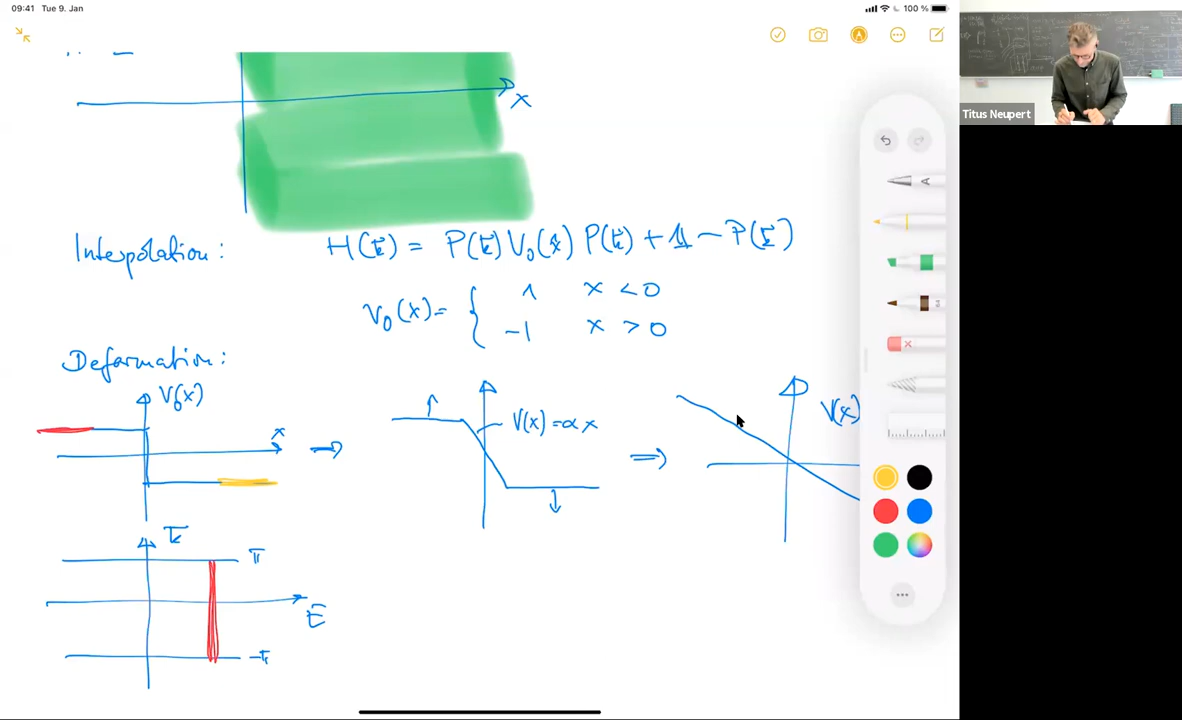 09:41 Tue 9. Jan
100 %
x
Titus Neupert
Interpolation: H(k⃗) = P(k⃗) V₀(x̂) P(k⃗) + 𝟙 − P(k⃗)
V₀(x) = { 1 x < 0
−1 x > 0
Deformation:
V₀(x)
x
⇒
V(x) = αx
⇒
V(x)
k
π
E
−π